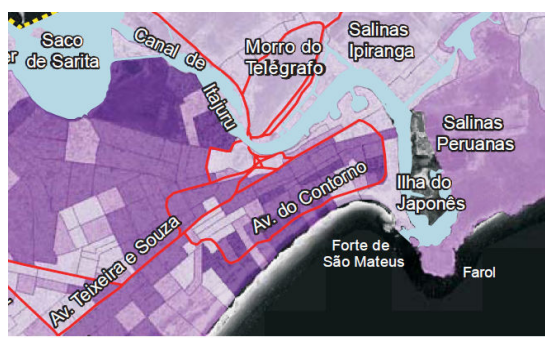 Saco
de Sarita
er
Canal de
Itajuru
Morro do
Telégrafo
Salinas
Ipiranga
Salinas
Peruanas
Ilha do
Japonês
Av. do Contorno
Av. Teixeira e Souza
Forte de
São Mateus
Farol